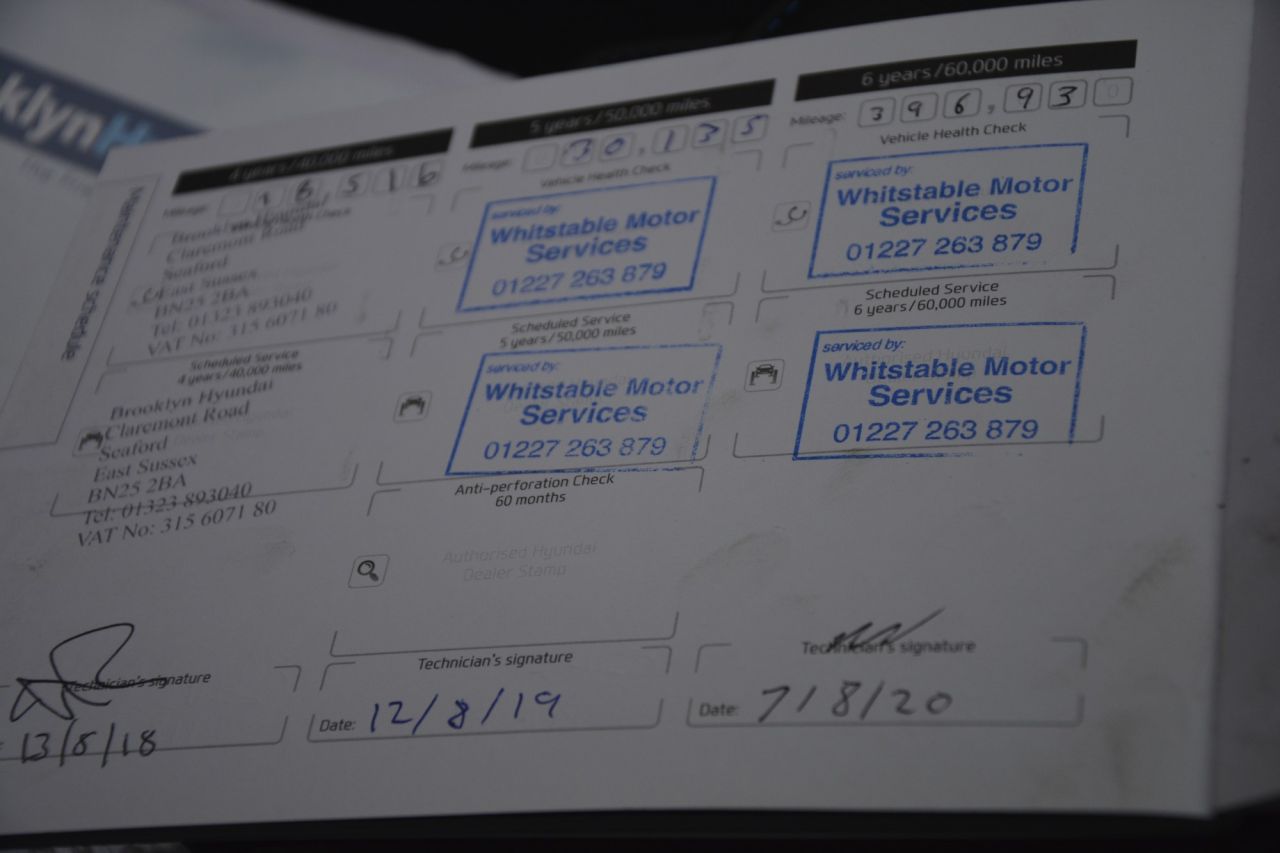 klynH
Maintenance schedule
4 years/40,000 miles
Mileage:
Brooklyn Hyundai
Claremont Road
Seaford
East Sussex
BN25 2BA
Tel: 01323 893040
VAT No: 315 6071 80
Scheduled Service
4 years/40,000 miles
Brooklyn Hyundai
Claremont Road
Seaford
East Sussex
BN25 2BA
Tel: 01323 893040
VAT No: 315 6071 80
Technician's signature
13/8/18
5 years/50,000 miles
Mileage: 30,135
Vehicle Health Check
serviced by:
Whitstable Motor
Services
01227 263 879
Scheduled Service
5 years/50,000 miles
serviced by:
Whitstable Motor
Services
01227 263 879
Anti-perforation Check
60 months
Authorised Hyundai
Dealer Stamp
Technician's signature
Date: 12/8/19
6 years/60,000 miles
Mileage: 396,930
Vehicle Health Check
serviced by:
Whitstable Motor
Services
01227 263 879
Scheduled Service
6 years/60,000 miles
serviced by:
Authorised Hyundai
Whitstable Motor
Services
01227 263 879
Technician's signature
Date: 7/8/20